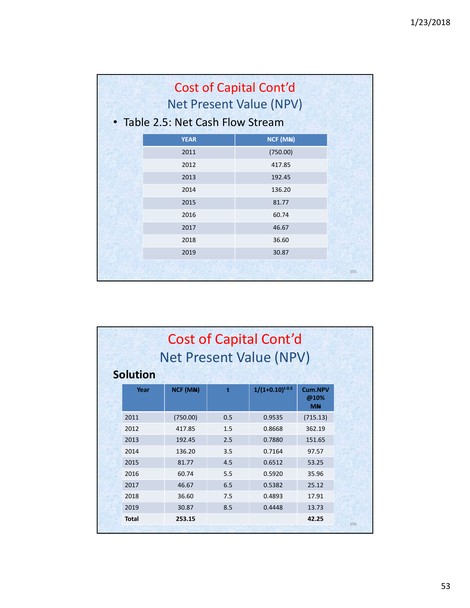 1/23/2018
Cost of Capital Cont'd
Net Present Value (NPV)
• Table 2.5: Net Cash Flow Stream
YEAR NCF (M₦)
2011 (750.00)
2012 417.85
2013 192.45
2014 136.20
2015 81.77
2016 60.74
2017 46.67
2018 36.60
2019 30.87
Cost of Capital Cont'd
Net Present Value (NPV)
Solution
Year NCF (M₦) t 1/(1+0.10)^t-0.5 Cum.NPV
@10%
M₦
2011 (750.00) 0.5 0.9535 (715.13)
2012 417.85 1.5 0.8668 362.19
2013 192.45 2.5 0.7880 151.65
2014 136.20 3.5 0.7164 97.57
2015 81.77 4.5 0.6512 53.25
2016 60.74 5.5 0.5920 35.96
2017 46.67 6.5 0.5382 25.12
2018 36.60 7.5 0.4893 17.91
2019 30.87 8.5 0.4448 13.73
Total 253.15 42.25
53